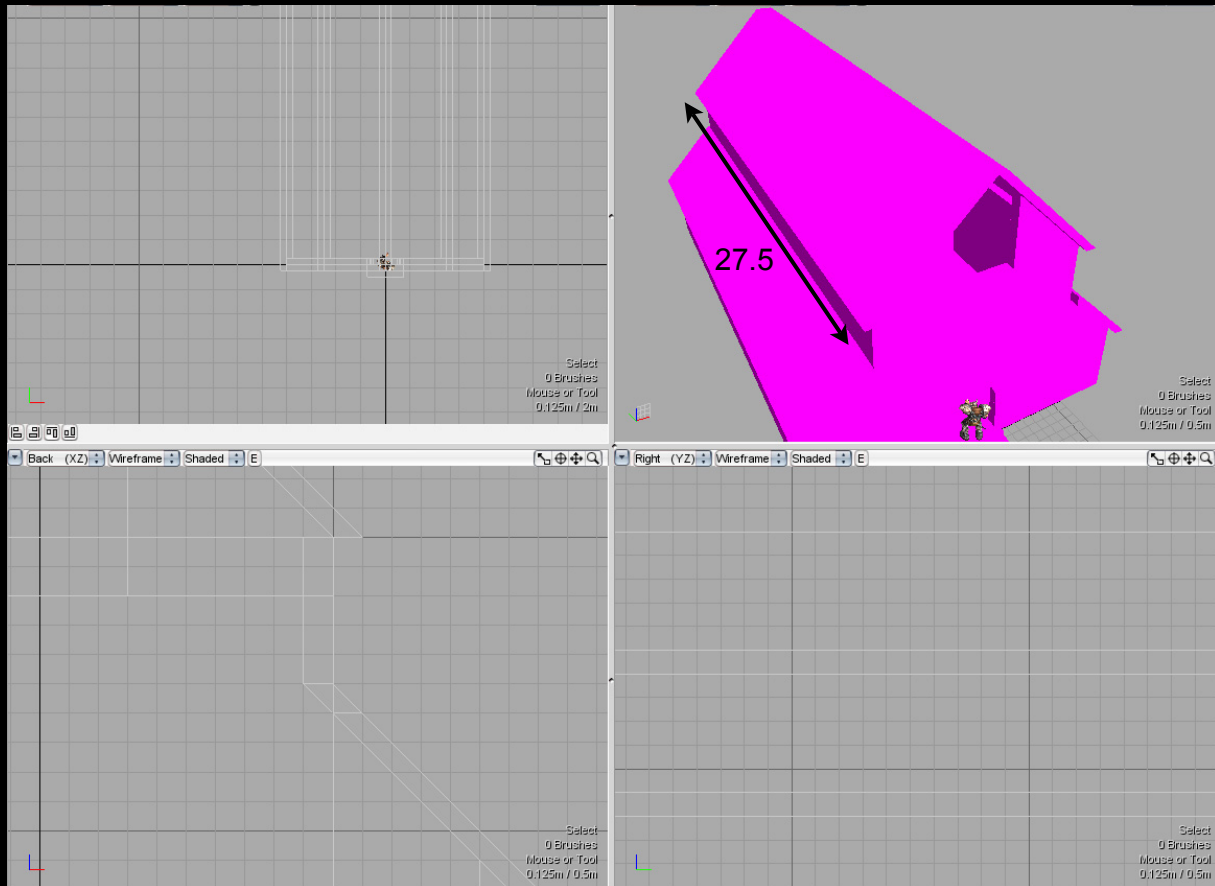 Select
0 Brushes
Mouse or Tool
0.125m / 2m
27.5
Select
0 Brushes
Mouse or Tool
0.125m / 0.5m
Back (XZ) Wireframe Shaded E
Select
0 Brushes
Mouse or Tool
0.125m / 0.5m
Right (YZ) Wireframe Shaded E
Select
0 Brushes
Mouse or Tool
0.125m / 0.5m